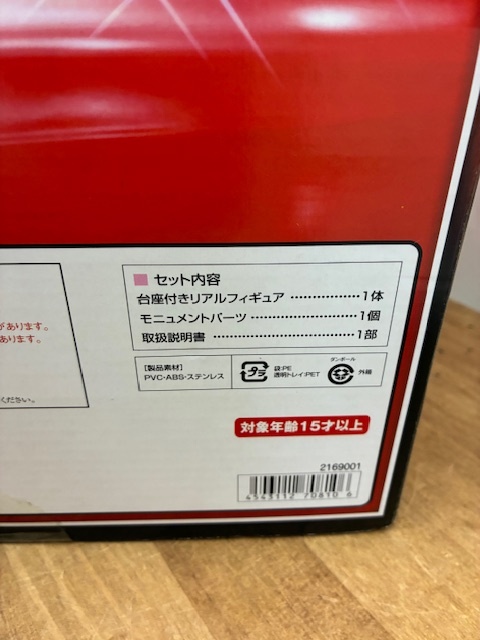 があります。
あります。
ください。
■ セット内容
台座付きリアルフィギュア ………………1体
モニュメントパーツ …………………………1個
取扱説明書 ……………………………………1部
【製品素材】
PVC・ABS・ステンレス
プラ
袋:PE
透明トレイ:PET
ダンボール
外箱
対象年齢15才以上
2169001
4543112 708106